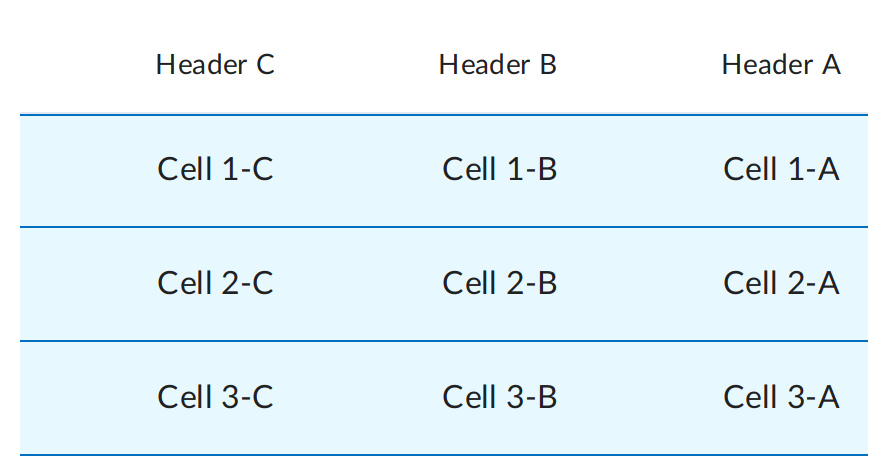 Header C Header B Header A
Cell 1-C Cell 1-B Cell 1-A
Cell 2-C Cell 2-B Cell 2-A
Cell 3-C Cell 3-B Cell 3-A